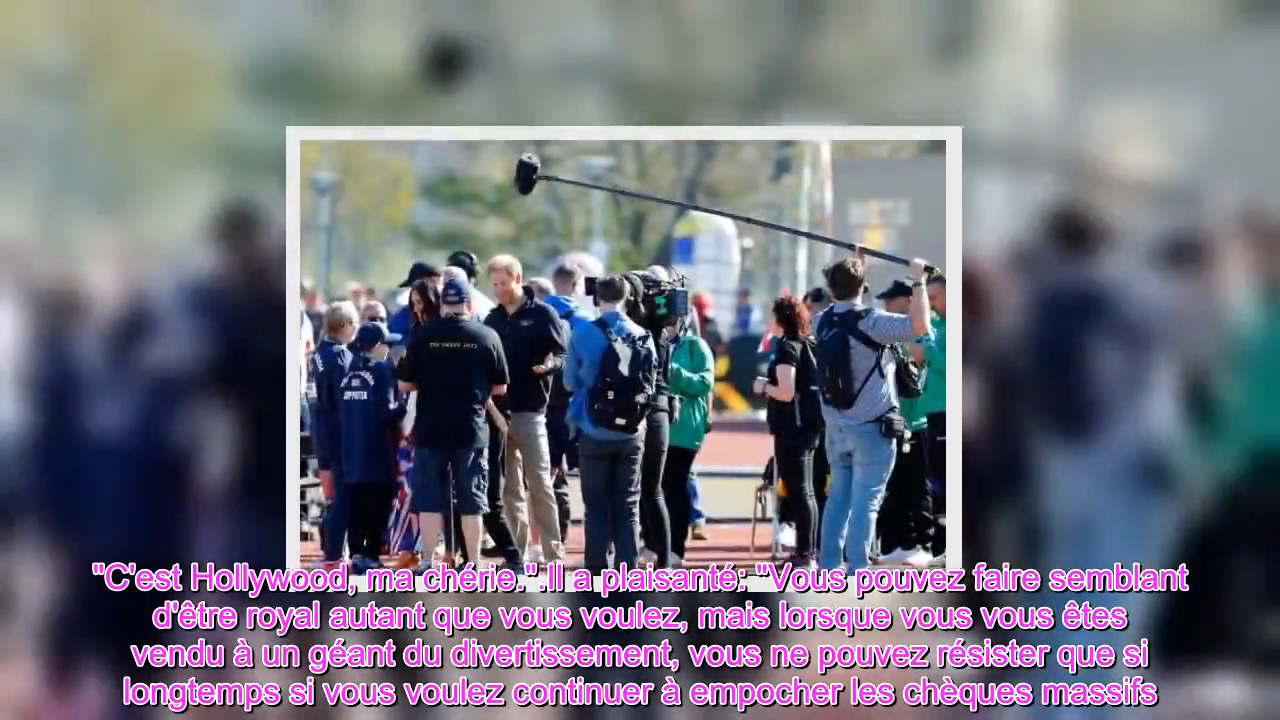 "C'est Hollywood, ma chérie.".Il a plaisanté: "Vous pouvez faire semblant
d'être royal autant que vous voulez, mais lorsque vous vous êtes
vendu à un géant du divertissement, vous ne pouvez résister que si
longtemps si vous voulez continuer à empocher les chèques massifs